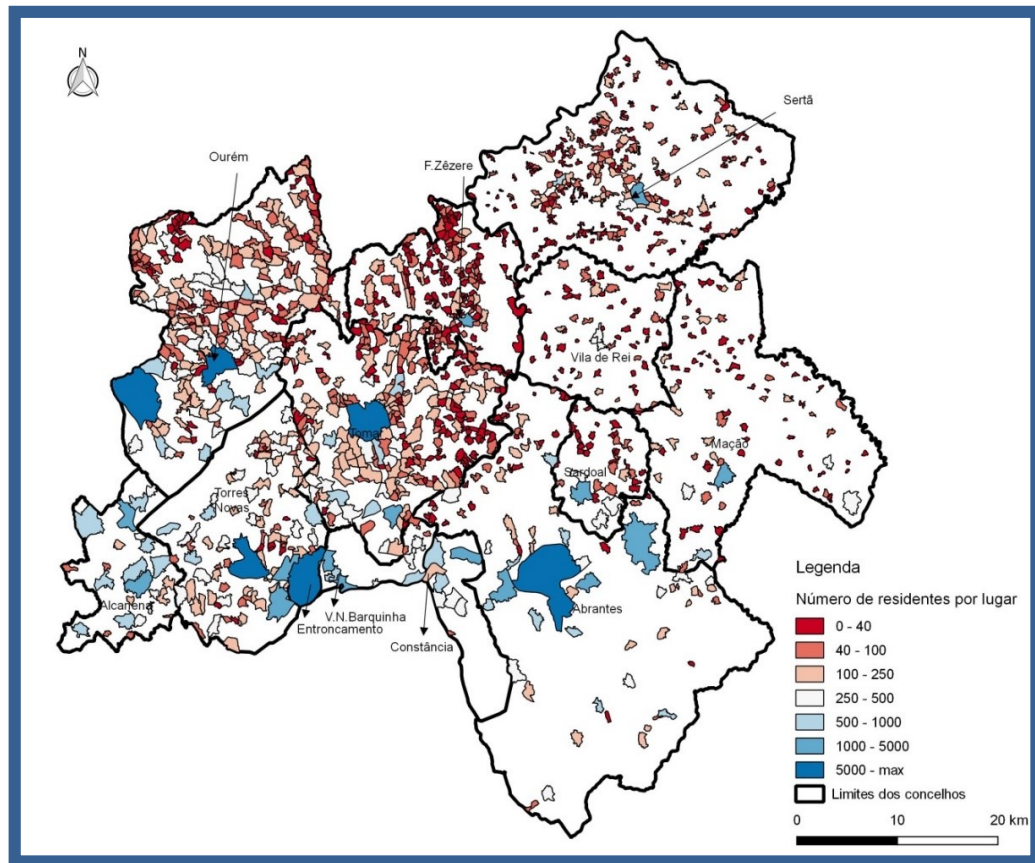 N
Sertã
Ourém
F.Zêzere
Vila de Rei
Tomar
Mação
Sardoal
Torres
Novas
Alcanena
Abrantes
V.N.Barquinha
Entroncamento
Constância
Legenda
Número de residentes por lugar
0 - 40
40 - 100
100 - 250
250 - 500
500 - 1000
1000 - 5000
5000 - max
Limites dos concelhos
0 10 20 km